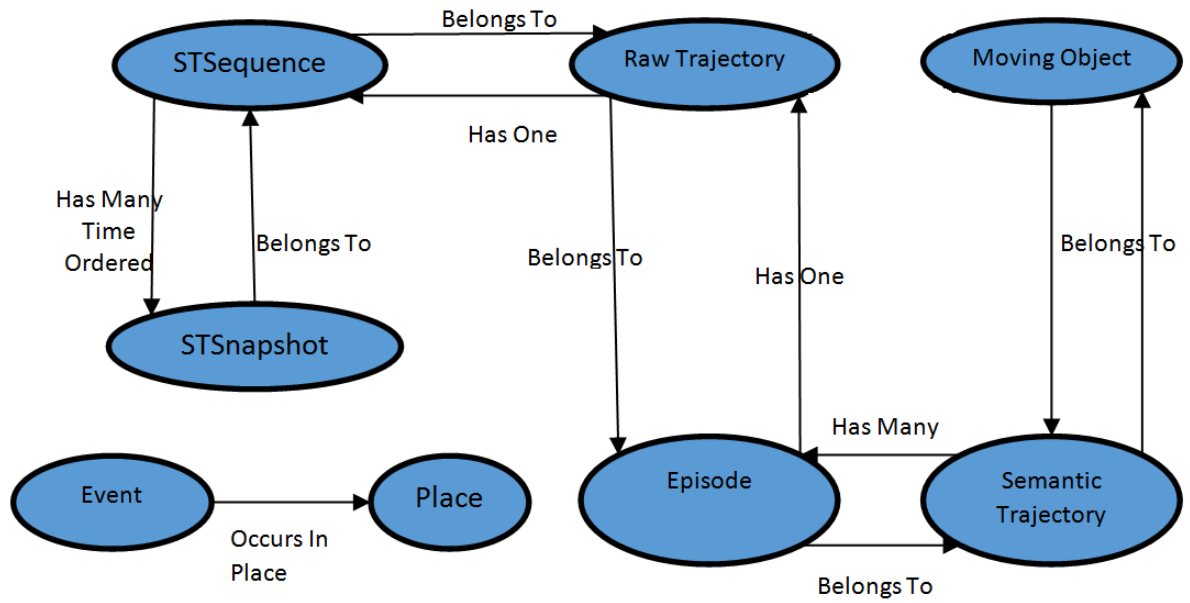 Belongs To
STSequence
Raw Trajectory
Moving Object
Has One
Has Many
Time
Ordered
Belongs To
Belongs To
Has One
Belongs To
STSnapshot
Has Many
Event
Place
Episode
Semantic
Trajectory
Occurs In
Place
Belongs To